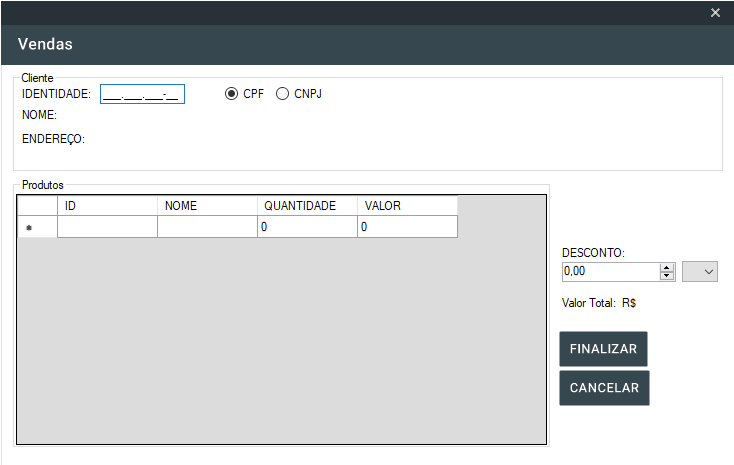 Vendas
Cliente
IDENTIDADE: ___.___.___-__ CPF CNPJ
NOME:
ENDEREÇO:
Produtos
ID NOME QUANTIDADE VALOR
* 0 0
DESCONTO:
0,00
Valor Total: R$
FINALIZAR
CANCELAR